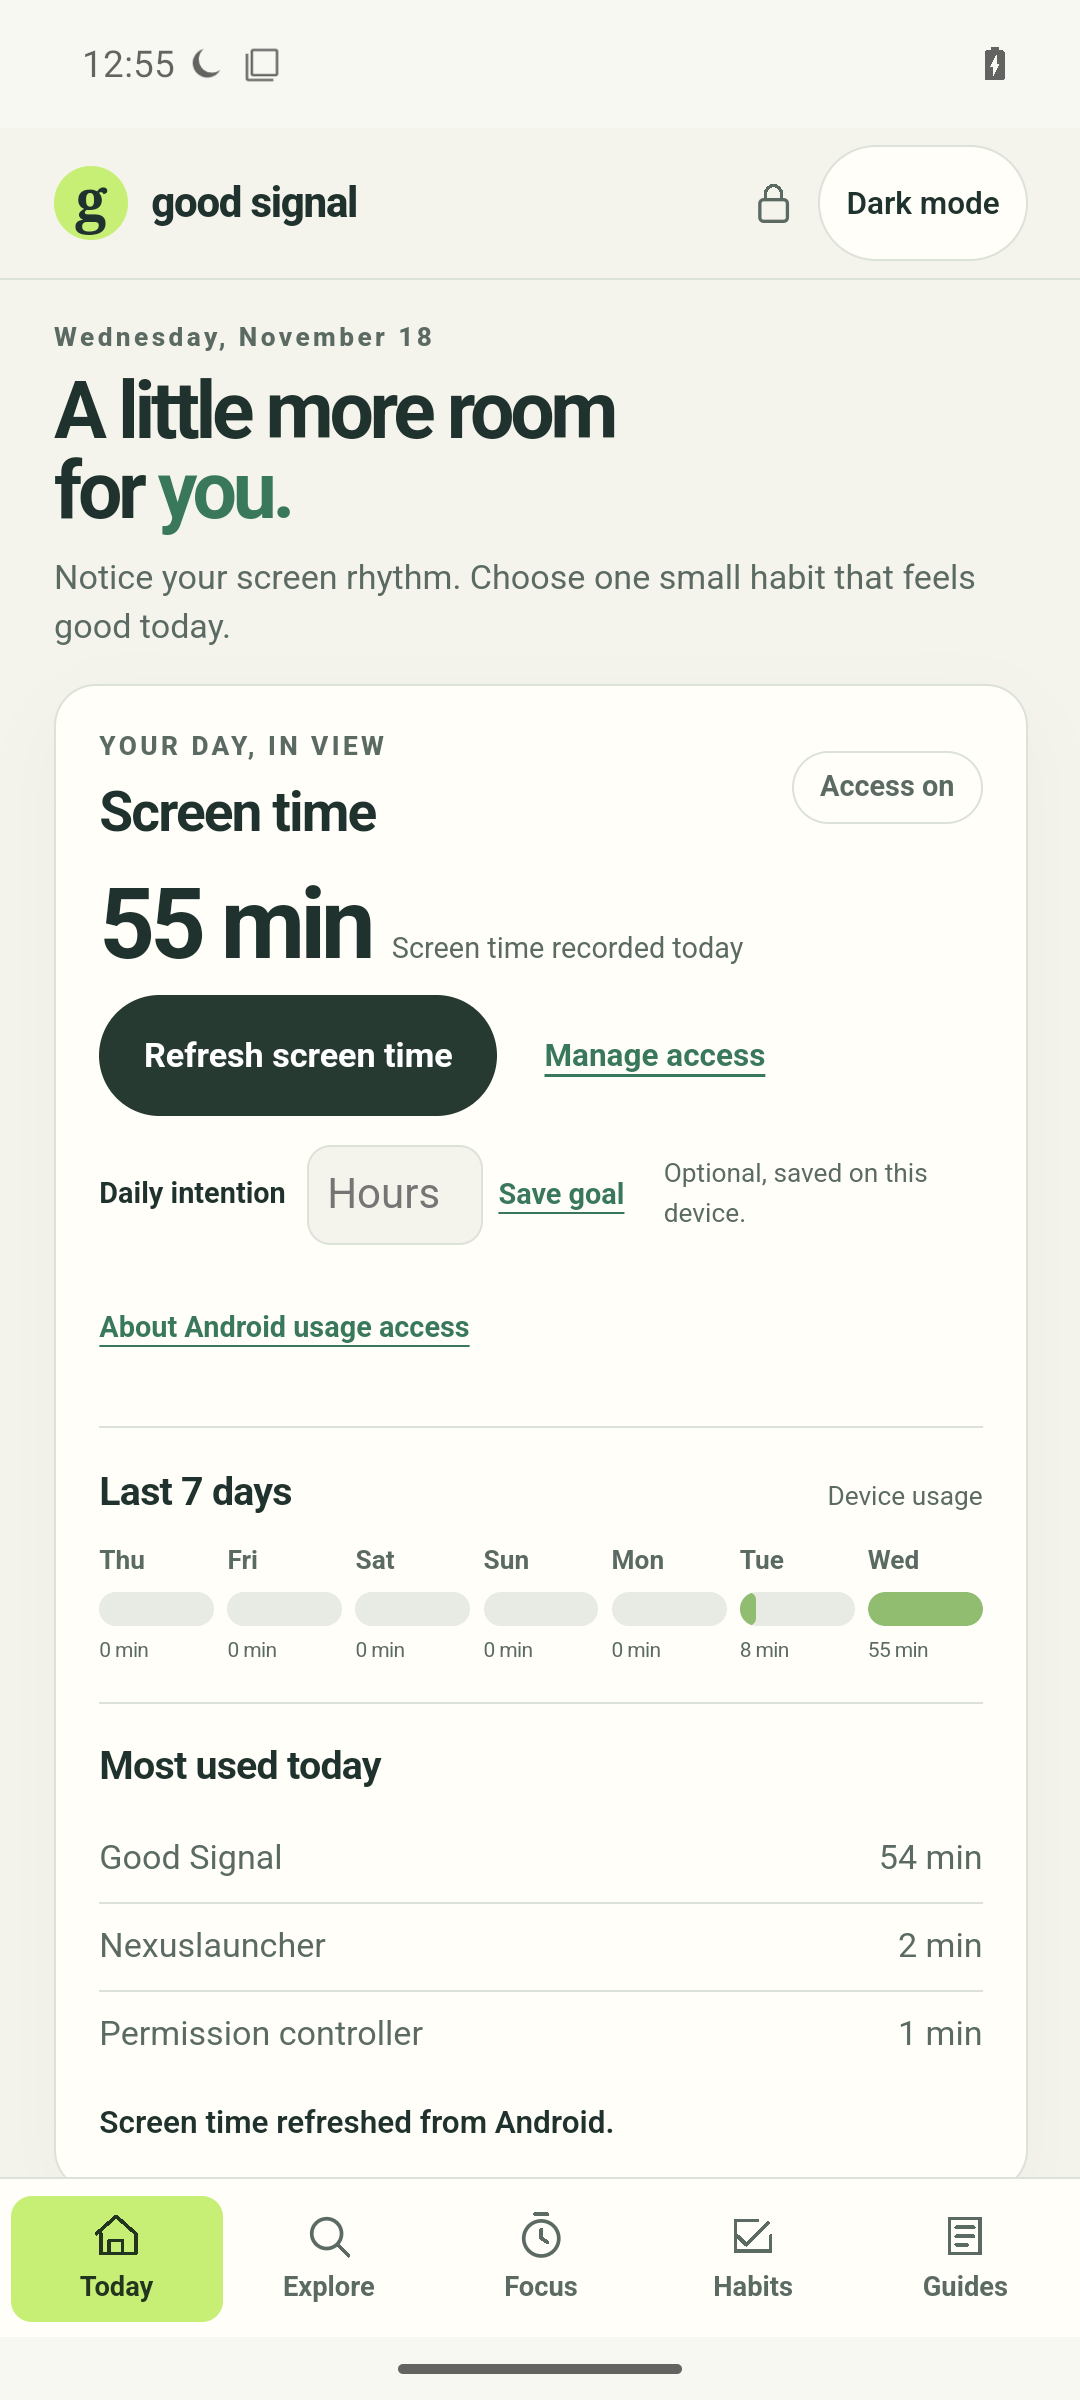 12:55
g good signal
Dark mode
Wednesday, November 18
A little more room
for you.
Notice your screen rhythm. Choose one small habit that feels
good today.
YOUR DAY, IN VIEW
Screen time
Access on
55 min Screen time recorded today
Refresh screen time
Manage access
Daily intention
Hours
Save goal
Optional, saved on this
device.
About Android usage access
Last 7 days
Device usage
Thu Fri Sat Sun Mon Tue Wed
0 min 0 min 0 min 0 min 0 min 8 min 55 min
Most used today
Good Signal 54 min
Nexuslauncher 2 min
Permission controller 1 min
Screen time refreshed from Android.
Today Explore Focus Habits Guides